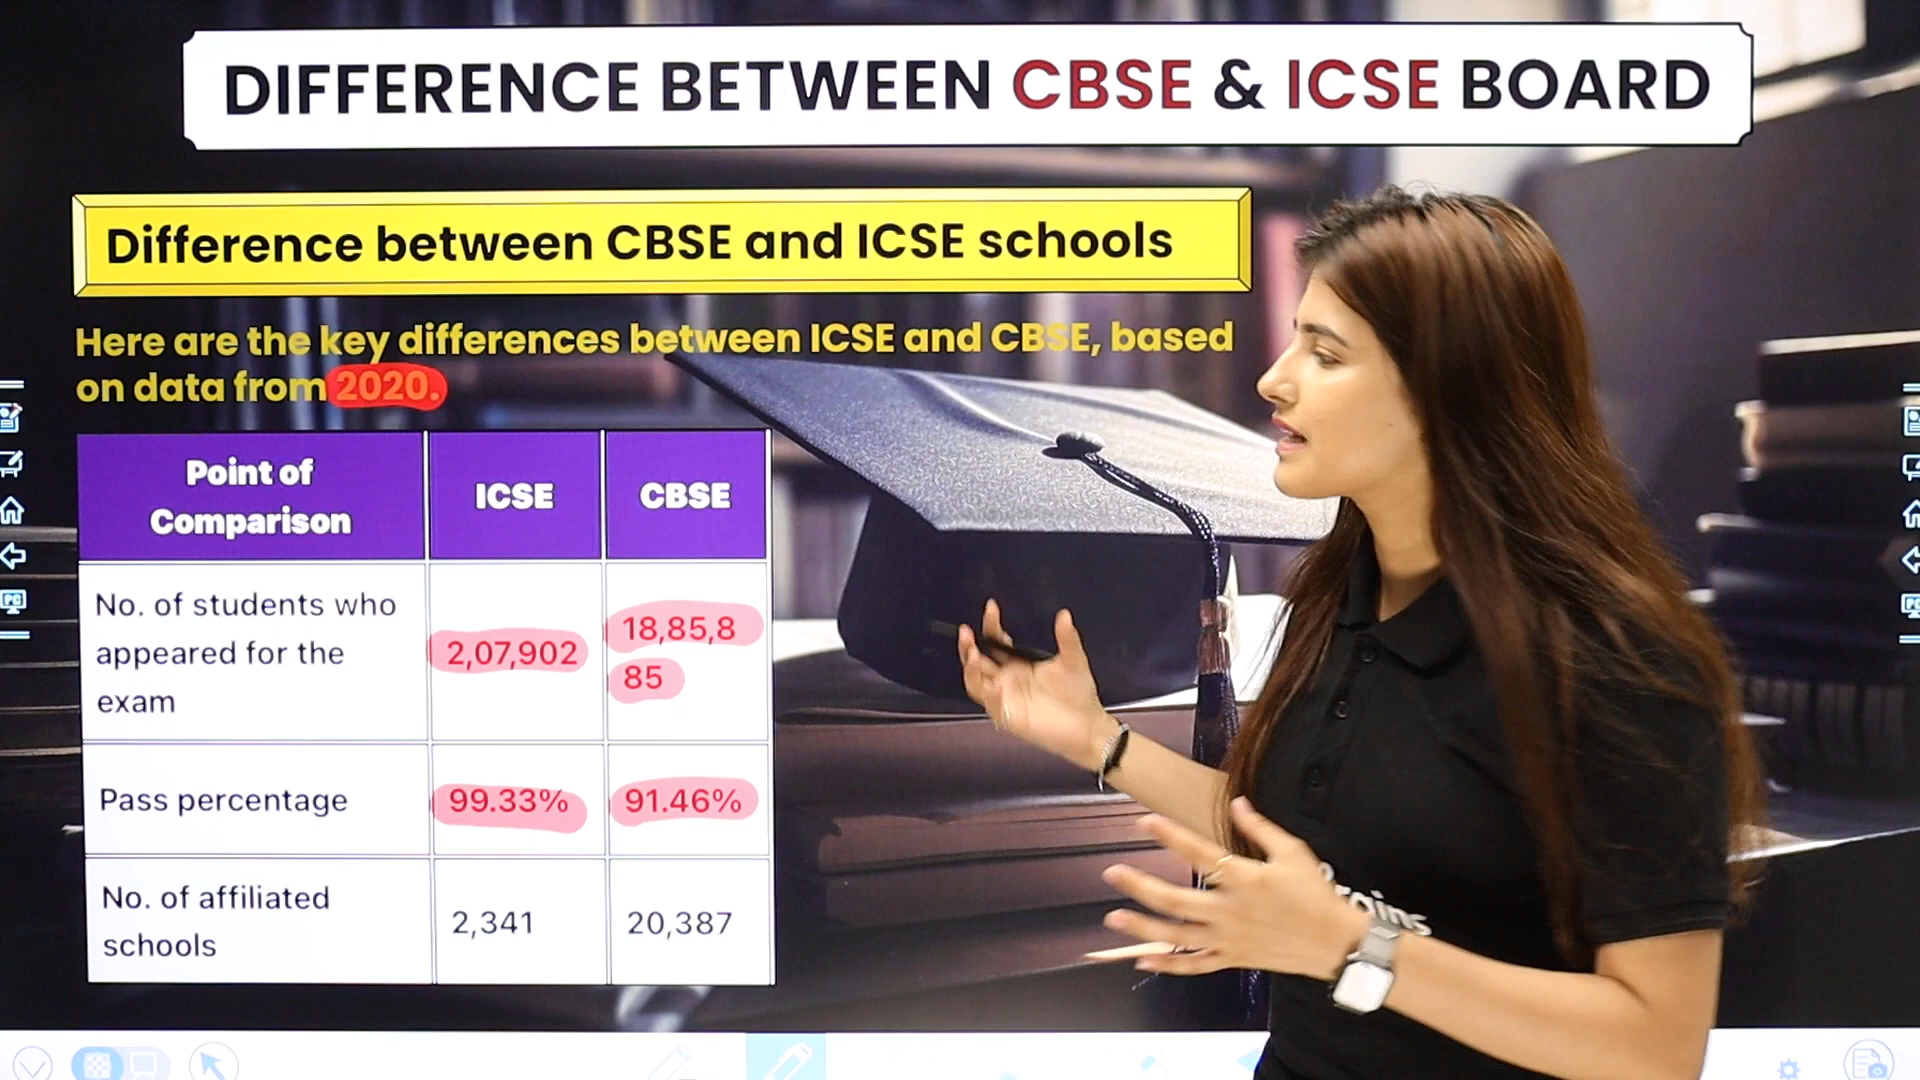 DIFFERENCE BETWEEN CBSE & ICSE BOARD
Difference between CBSE and ICSE schools
Here are the key differences between ICSE and CBSE, based
on data from 2020.
Point of
Comparison
ICSE
CBSE
No. of students who
appeared for the
exam
2,07,902
18,85,8
85
Pass percentage
99.33%
91.46%
No. of affiliated
schools
2,341
20,387
PC